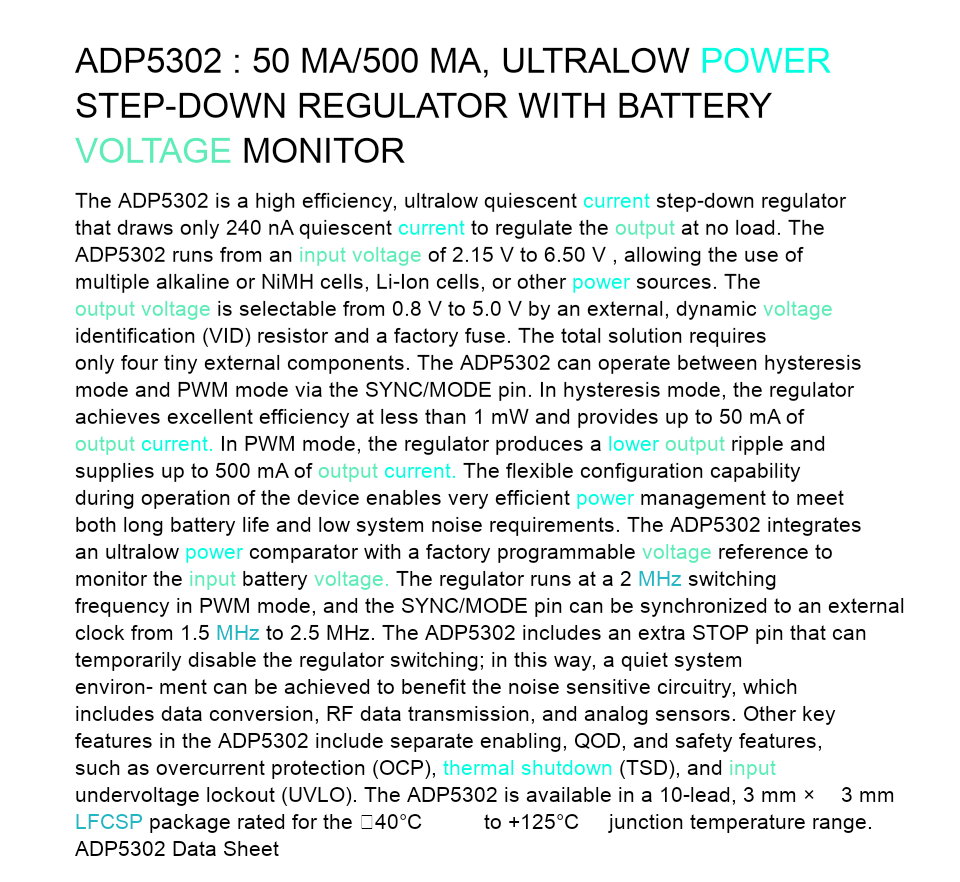 ADP5302 : 50 MA/500 MA, ULTRALOW POWER
STEP-DOWN REGULATOR WITH BATTERY
VOLTAGE MONITOR
The ADP5302 is a high efficiency, ultralow quiescent current step-down regulator
that draws only 240 nA quiescent current to regulate the output at no load. The
ADP5302 runs from an input voltage of 2.15 V to 6.50 V , allowing the use of
multiple alkaline or NiMH cells, Li-Ion cells, or other power sources. The
output voltage is selectable from 0.8 V to 5.0 V by an external, dynamic voltage
identification (VID) resistor and a factory fuse. The total solution requires
only four tiny external components. The ADP5302 can operate between hysteresis
mode and PWM mode via the SYNC/MODE pin. In hysteresis mode, the regulator
achieves excellent efficiency at less than 1 mW and provides up to 50 mA of
output current. In PWM mode, the regulator produces a lower output ripple and
supplies up to 500 mA of output current. The flexible configuration capability
during operation of the device enables very efficient power management to meet
both long battery life and low system noise requirements. The ADP5302 integrates
an ultralow power comparator with a factory programmable voltage reference to
monitor the input battery voltage. The regulator runs at a 2 MHz switching
frequency in PWM mode, and the SYNC/MODE pin can be synchronized to an external
clock from 1.5 MHz to 2.5 MHz. The ADP5302 includes an extra STOP pin that can
temporarily disable the regulator switching; in this way, a quiet system
environ- ment can be achieved to benefit the noise sensitive circuitry, which
includes data conversion, RF data transmission, and analog sensors. Other key
features in the ADP5302 include separate enabling, QOD, and safety features,
such as overcurrent protection (OCP), thermal shutdown (TSD), and input
undervoltage lockout (UVLO). The ADP5302 is available in a 10-lead, 3 mm × 3 mm
LFCSP package rated for the □40°C to +125°C junction temperature range.
ADP5302 Data Sheet